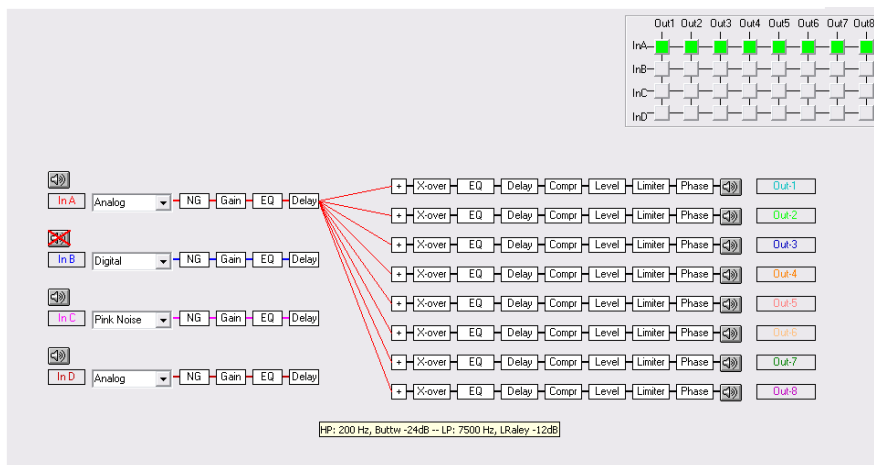 Out1 Out2 Out3 Out4 Out5 Out6 Out7 Out8
InA
InB
InC
InD
In A Analog NG Gain EQ Delay
+ X-over EQ Delay Compr Level Limiter Phase Out-1
+ X-over EQ Delay Compr Level Limiter Phase Out-2
In B Digital NG Gain EQ Delay
+ X-over EQ Delay Compr Level Limiter Phase Out-3
+ X-over EQ Delay Compr Level Limiter Phase Out-4
In C Pink Noise NG Gain EQ Delay
+ X-over EQ Delay Compr Level Limiter Phase Out-5
+ X-over EQ Delay Compr Level Limiter Phase Out-6
In D Analog NG Gain EQ Delay
+ X-over EQ Delay Compr Level Limiter Phase Out-7
+ X-over EQ Delay Compr Level Limiter Phase Out-8
HP: 200 Hz, Buttw -24dB -- LP: 7500 Hz, LRaley -12dB